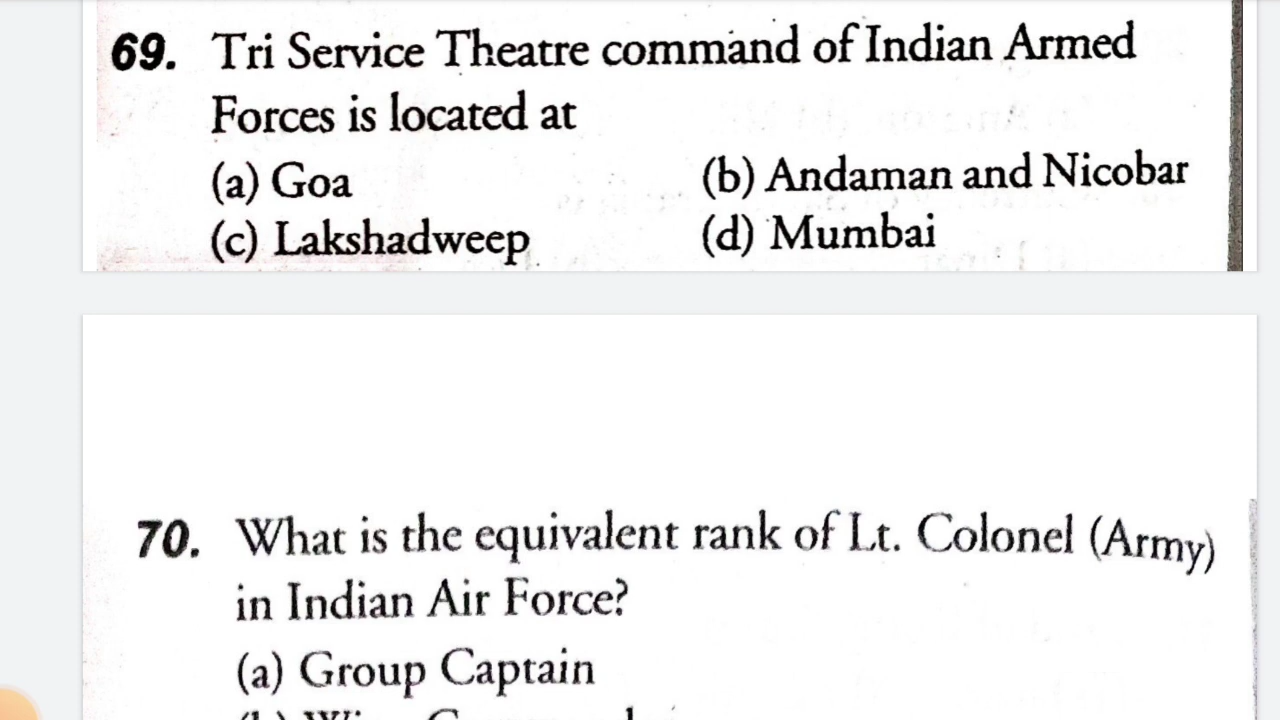 69. Tri Service Theatre command of Indian Armed
Forces is located at
(a) Goa (b) Andaman and Nicobar
(c) Lakshadweep (d) Mumbai
70. What is the equivalent rank of Lt. Colonel (Army)
in Indian Air Force?
(a) Group Captain